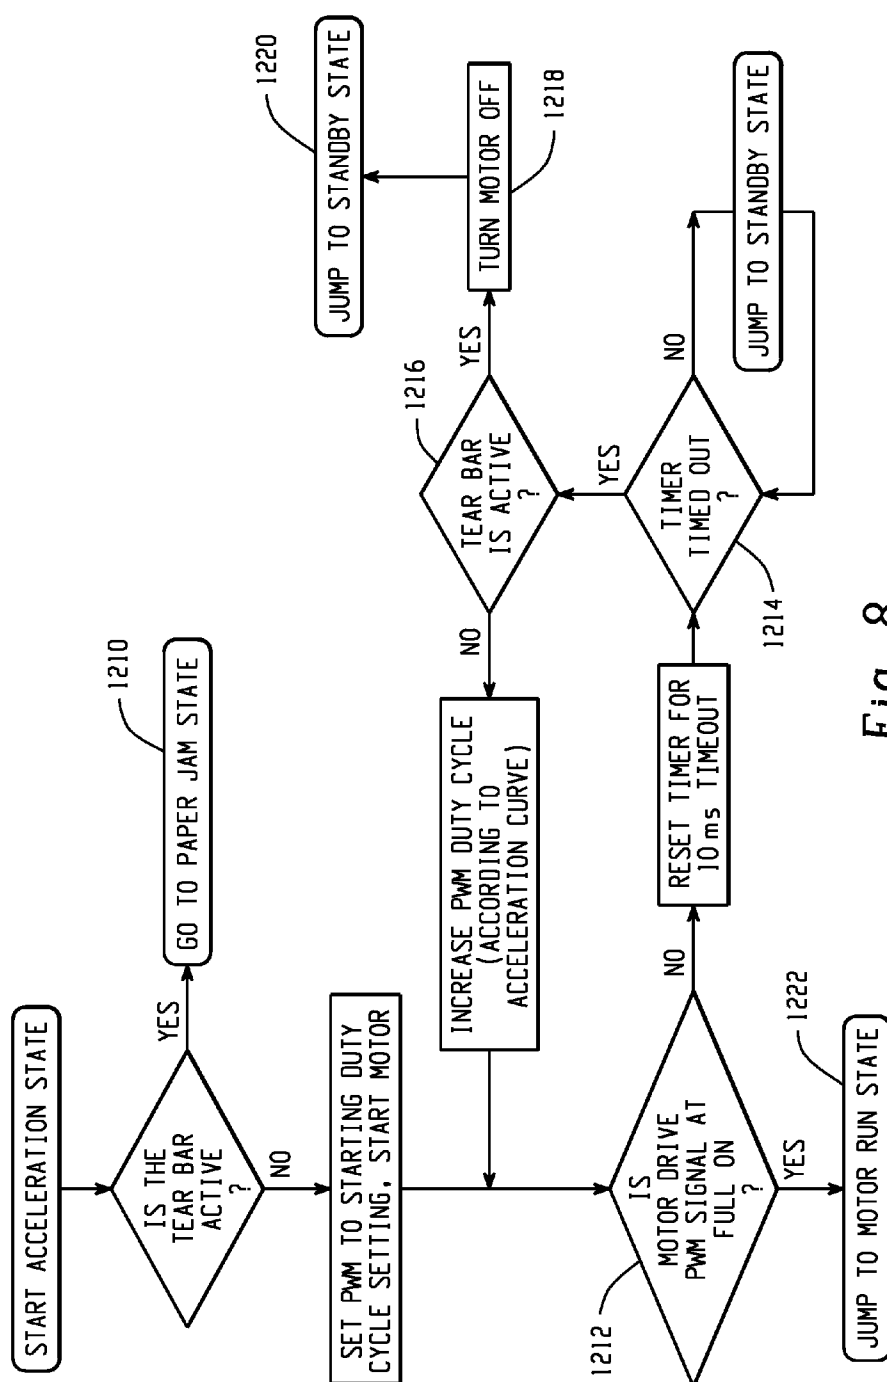 START ACCELERATION STATE
IS THE
TEAR BAR
ACTIVE
?
YES
GO TO PAPER JAM STATE
1210
NO
SET PWM TO STARTING DUTY
CYCLE SETTING, START MOTOR
INCREASE PWM DUTY CYCLE
(ACCORDING TO
ACCELERATION CURVE)
NO
TEAR BAR
IS ACTIVE
?
1216
YES
TURN MOTOR OFF
1218
JUMP TO STANDBY STATE
1220
1212
IS
MOTOR DRIVE
PWM SIGNAL AT
FULL ON
?
NO
RESET TIMER FOR
10 ms TIMEOUT
TIMER
TIMED OUT
?
1214
YES
NO
JUMP TO STANDBY STATE
YES
JUMP TO MOTOR RUN STATE
1222
Fig. 8